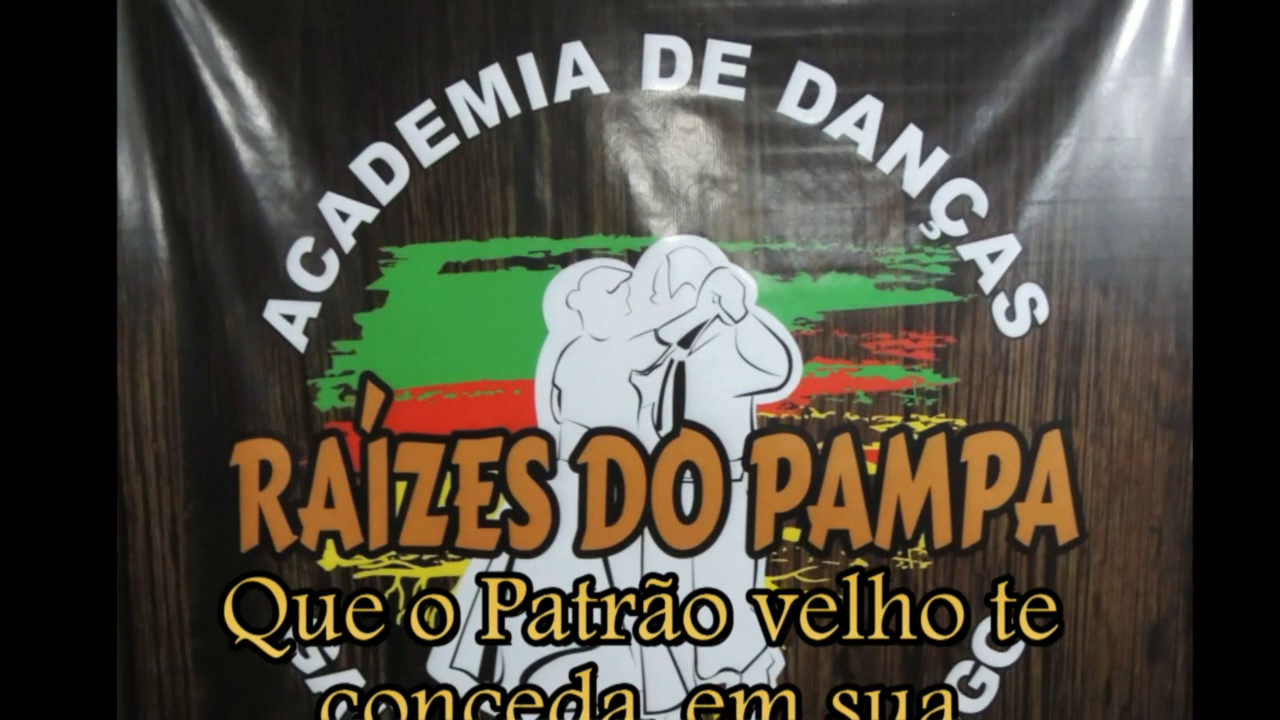 ACADEMIA DE DANÇAS
RAÍZES DO PAMPA
Que o Patrão velho te
conceda, em sua